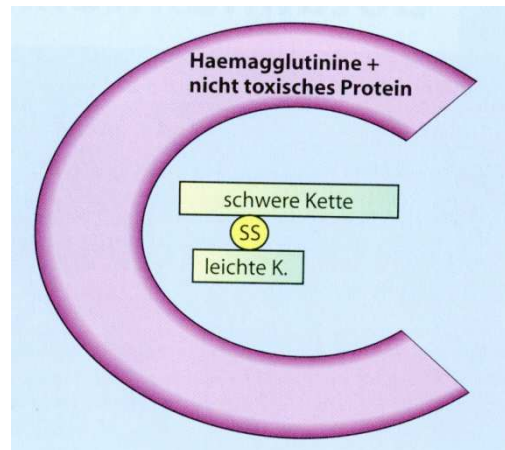 Haemagglutinine +
nicht toxisches Protein
schwere Kette
SS
leichte K.